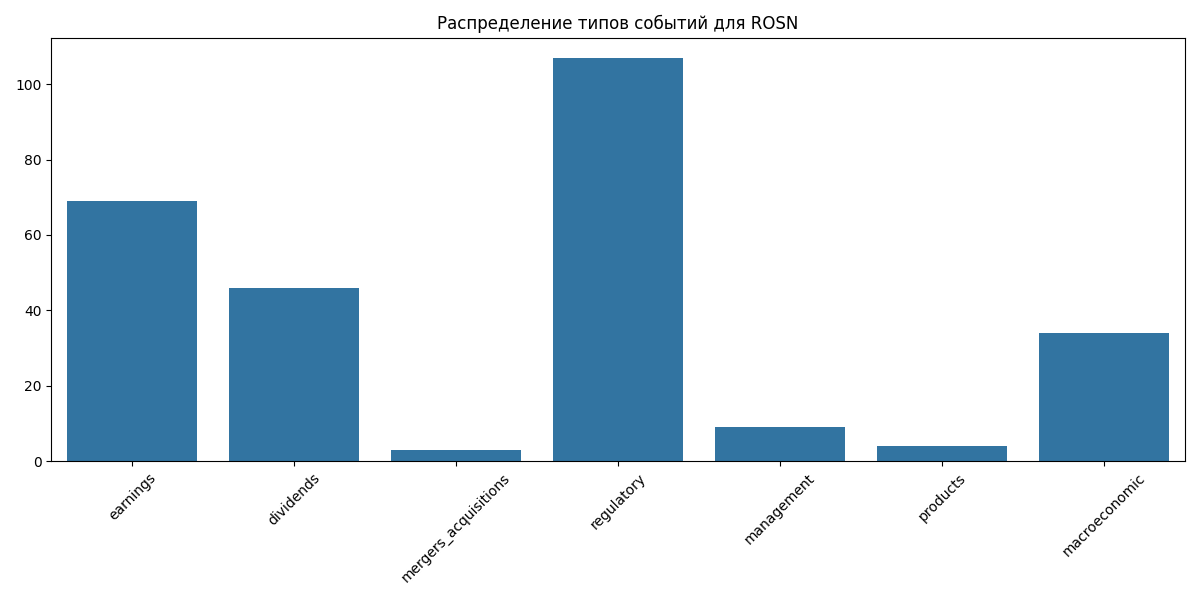 Распределение типов событий для ROSN
100
80
60
40
20
0
earnings
dividends
mergers_acquisitions
regulatory
management
products
macroeconomic